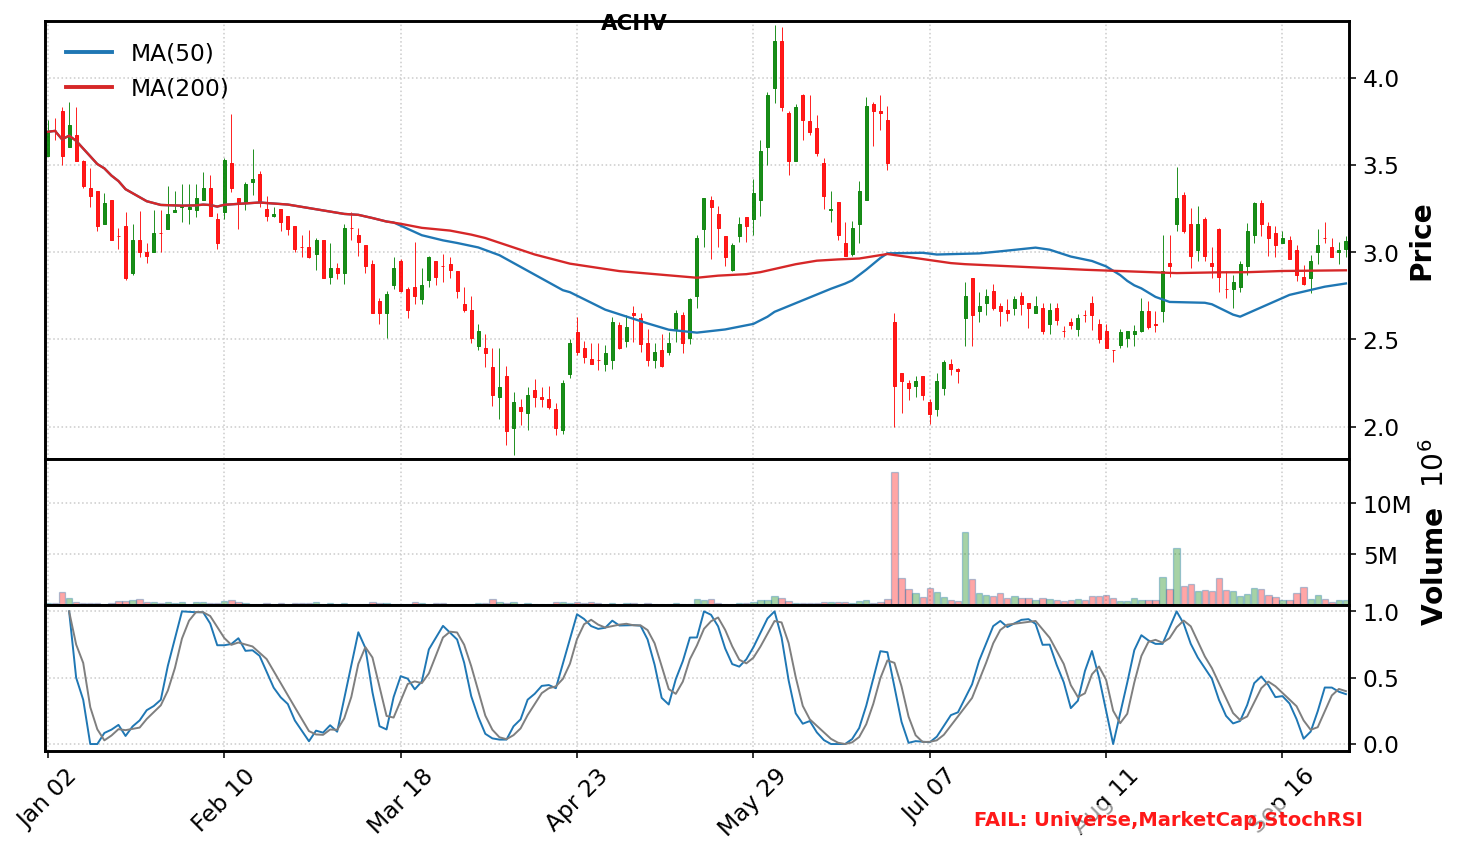 ACHV
MA(50)
MA(200)
4.0
3.5
3.0
2.5
2.0
Price
10M
5M
Volume 10^6
1.0
0.5
0.0
Jan 02
Feb 10
Mar 18
Apr 23
May 29
Jul 07
Aug 11
Sep 16
FAIL: Universe,MarketCap,StochRSI